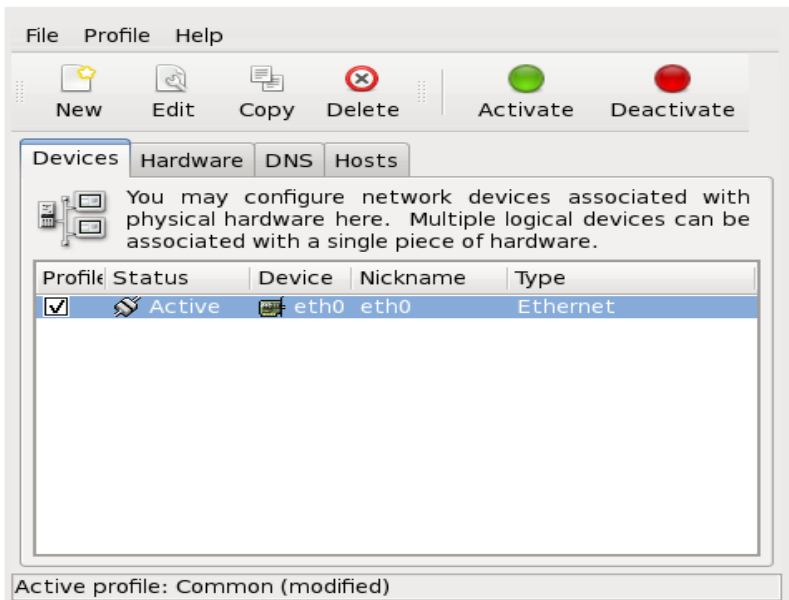 File Profile Help
New Edit Copy Delete Activate Deactivate
Devices Hardware DNS Hosts
You may configure network devices associated with
physical hardware here. Multiple logical devices can be
associated with a single piece of hardware.
Profile Status Device Nickname Type
Active eth0 eth0 Ethernet
Active profile: Common (modified)